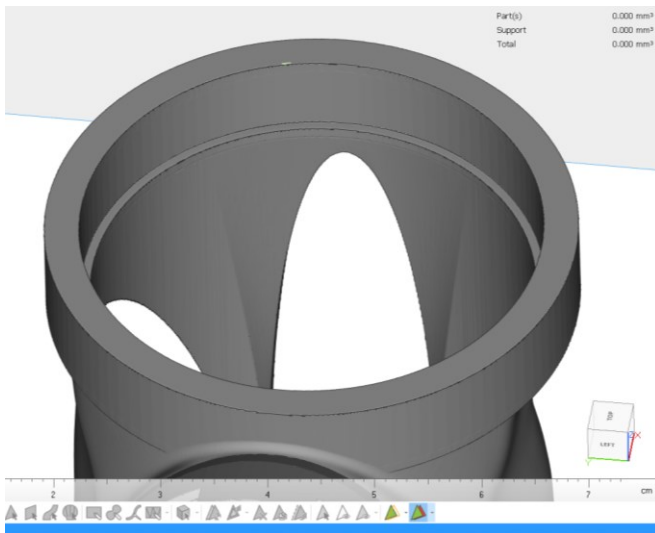 Part(s) 0.000 mm³
Support 0.000 mm³
Total 0.000 mm³
LEFT
2 3 4 5 6 7 cm